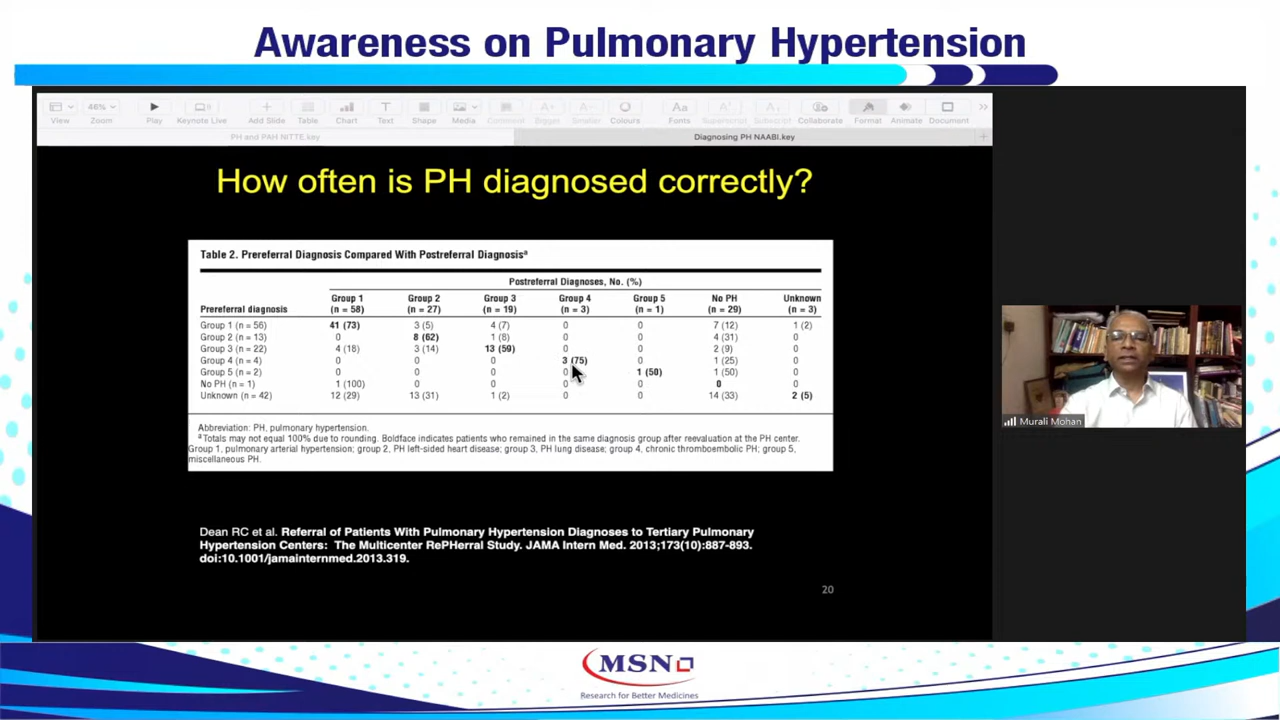 Awareness on Pulmonary Hypertension
View
46%
Zoom
Play
Keynote Live
Add Slide
Table
Chart
Text
Shape
Media
Comment
Bigger
Smaller
Colours
Fonts
Superscript
Subscript
Collaborate
Format
Animate
Document
PH and PAH NITTE.key
Diagnosing PH NAABI.key
How often is PH diagnosed correctly?
Table 2. Prereferral Diagnosis Compared With Postreferral Diagnosisa
Postreferral Diagnoses, No. (%)
Group 1 Group 2 Group 3 Group 4 Group 5 No PH Unknown
Prereferral diagnosis (n = 58) (n = 27) (n = 19) (n = 3) (n = 1) (n = 29) (n = 3)
Group 1 (n = 56) 41 (73) 3 (5) 4 (7) 0 0 7 (12) 1 (2)
Group 2 (n = 13) 0 8 (62) 1 (8) 0 0 4 (31) 0
Group 3 (n = 22) 4 (18) 3 (14) 13 (59) 0 0 2 (9) 0
Group 4 (n = 4) 0 0 0 3 (75) 0 1 (25) 0
Group 5 (n = 2) 0 0 0 0 1 (50) 1 (50) 0
No PH (n = 1) 1 (100) 0 0 0 0 0 0
Unknown (n = 42) 12 (29) 13 (31) 1 (2) 0 0 14 (33) 2 (5)
Abbreviation: PH, pulmonary hypertension.
aTotals may not equal 100% due to rounding. Boldface indicates patients who remained in the same diagnosis group after reevaluation at the PH center.
Group 1, pulmonary arterial hypertension; group 2, PH left-sided heart disease; group 3, PH lung disease; group 4, chronic thromboembolic PH; group 5,
miscellaneous PH.
Dean RC et al. Referral of Patients With Pulmonary Hypertension Diagnoses to Tertiary Pulmonary
Hypertension Centers: The Multicenter RePHerral Study. JAMA Intern Med. 2013;173(10):887-893.
doi:10.1001/jamainternmed.2013.319.
20
Murali Mohan
MSN
Research for Better Medicines